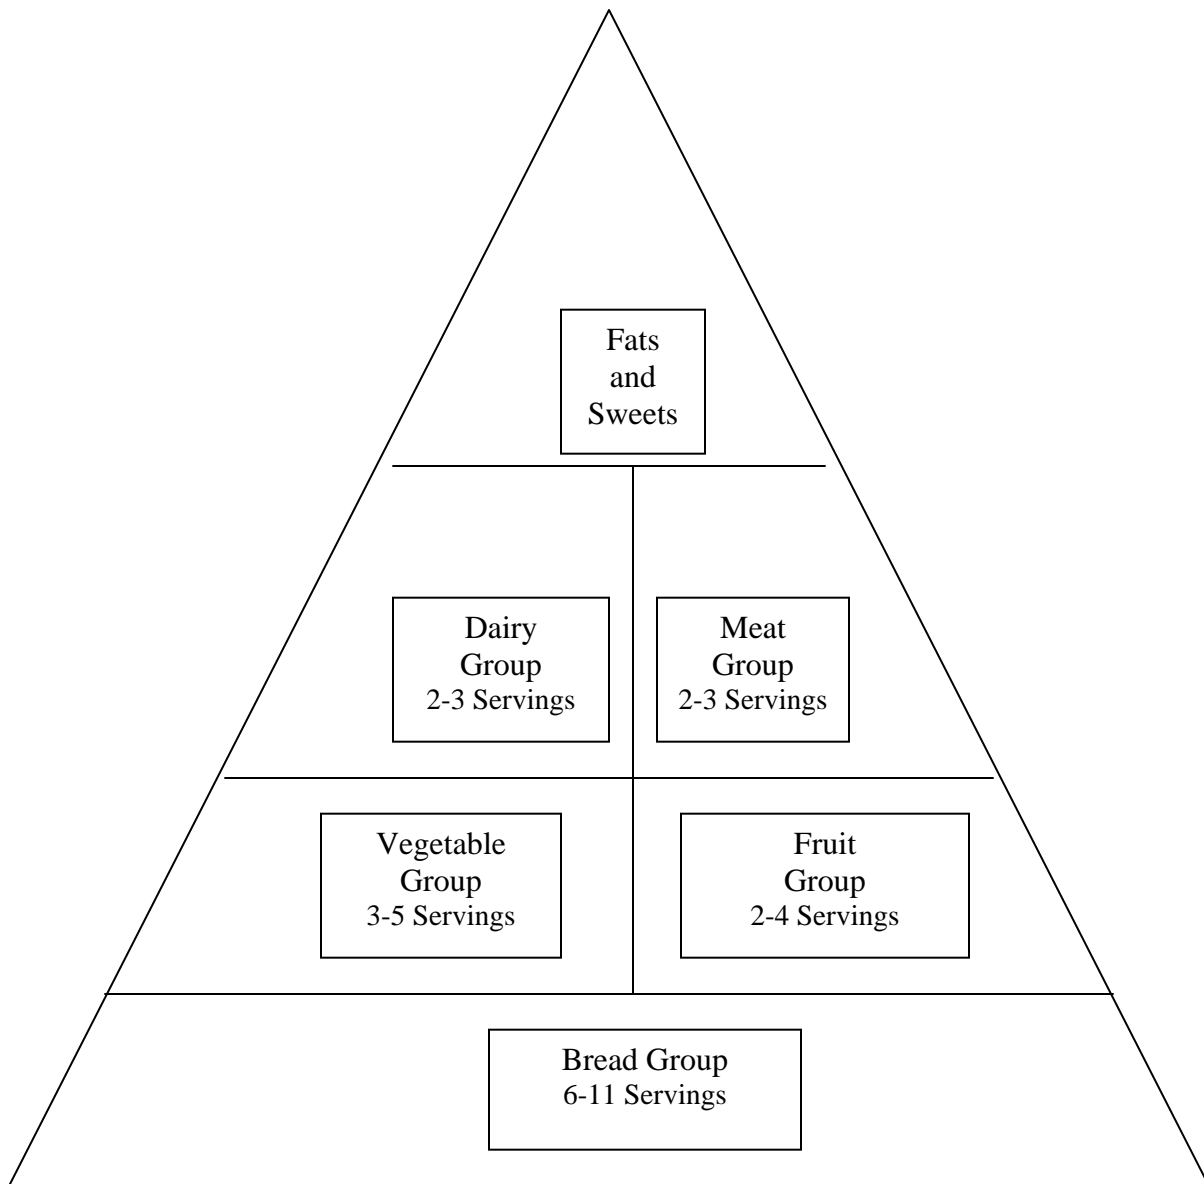 Fats
and
Sweets
Dairy
Group
2-3 Servings
Meat
Group
2-3 Servings
Vegetable
Group
3-5 Servings
Fruit
Group
2-4 Servings
Bread Group
6-11 Servings